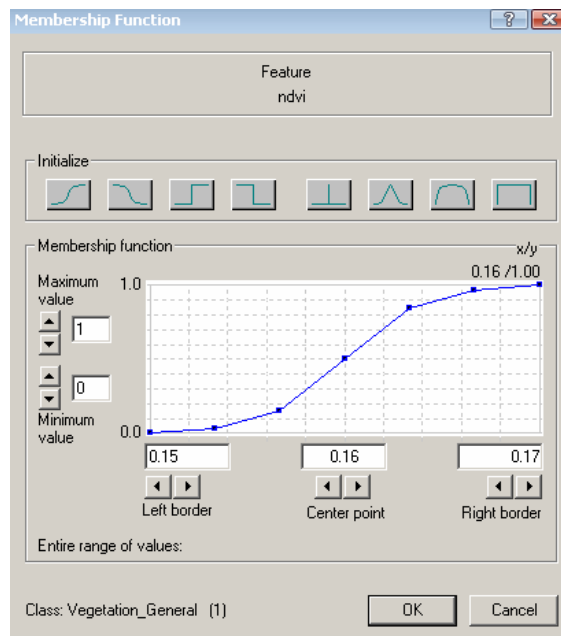 Membership Function
Feature
ndvi
Initialize
Membership function
x/y
0.16 /1.00
Maximum value
1.0
1
0
Minimum value
0.0
0.15
0.16
0.17
Left border
Center point
Right border
Entire range of values:
Class: Vegetation_General (1)
OK
Cancel